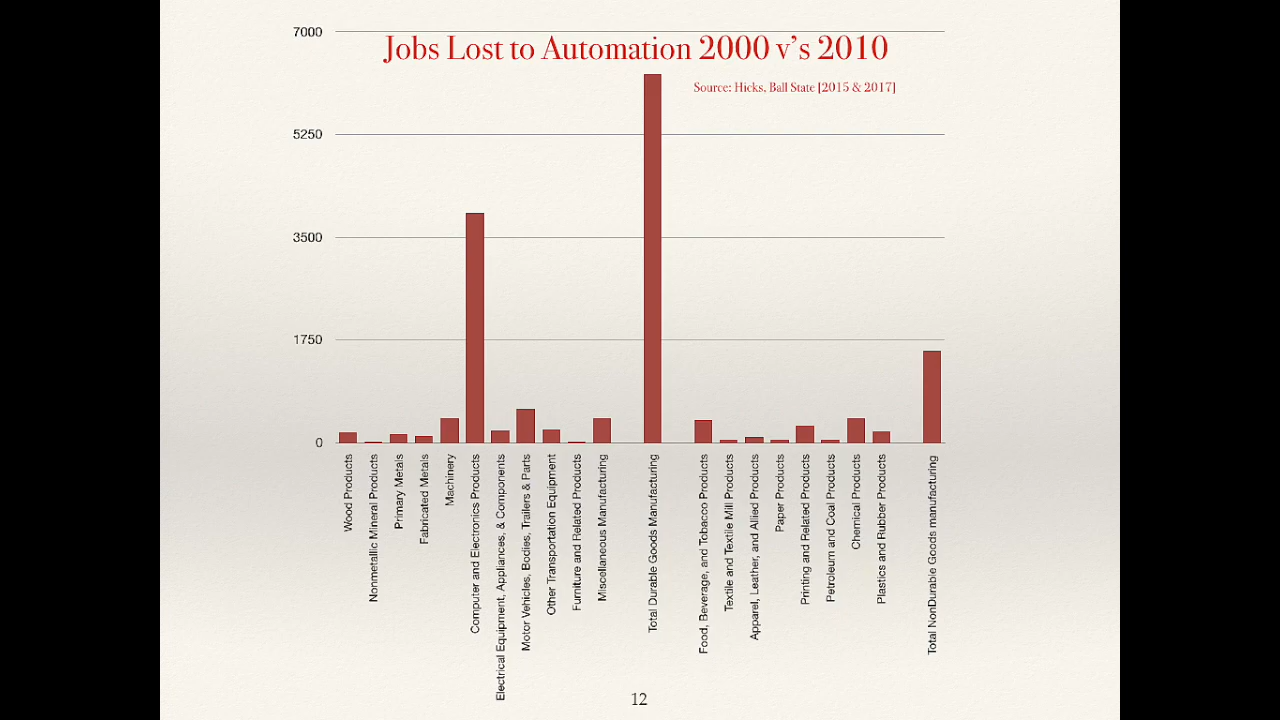 Jobs Lost to Automation 2000 v's 2010
Source: Hicks, Ball State [2015 & 2017]
7000
5250
3500
1750
0
Wood Products
Nonmetallic Mineral Products
Primary Metals
Fabricated Metals
Machinery
Computer and Electronics Products
Electrical Equipment, Appliances, & Components
Motor Vehicles, Bodies, Trailers & Parts
Other Transportation Equipment
Furniture and Related Products
Miscellaneous Manufacturing
Total Durable Goods Manufacturing
Food, Beverage, and Tobacco Products
Textile and Textile Mill Products
Apparel, Leather, and Allied Products
Paper Products
Printing and Related Products
Petroleum and Coal Products
Chemical Products
Plastics and Rubber Products
Total NonDurable Goods manufacturing
12